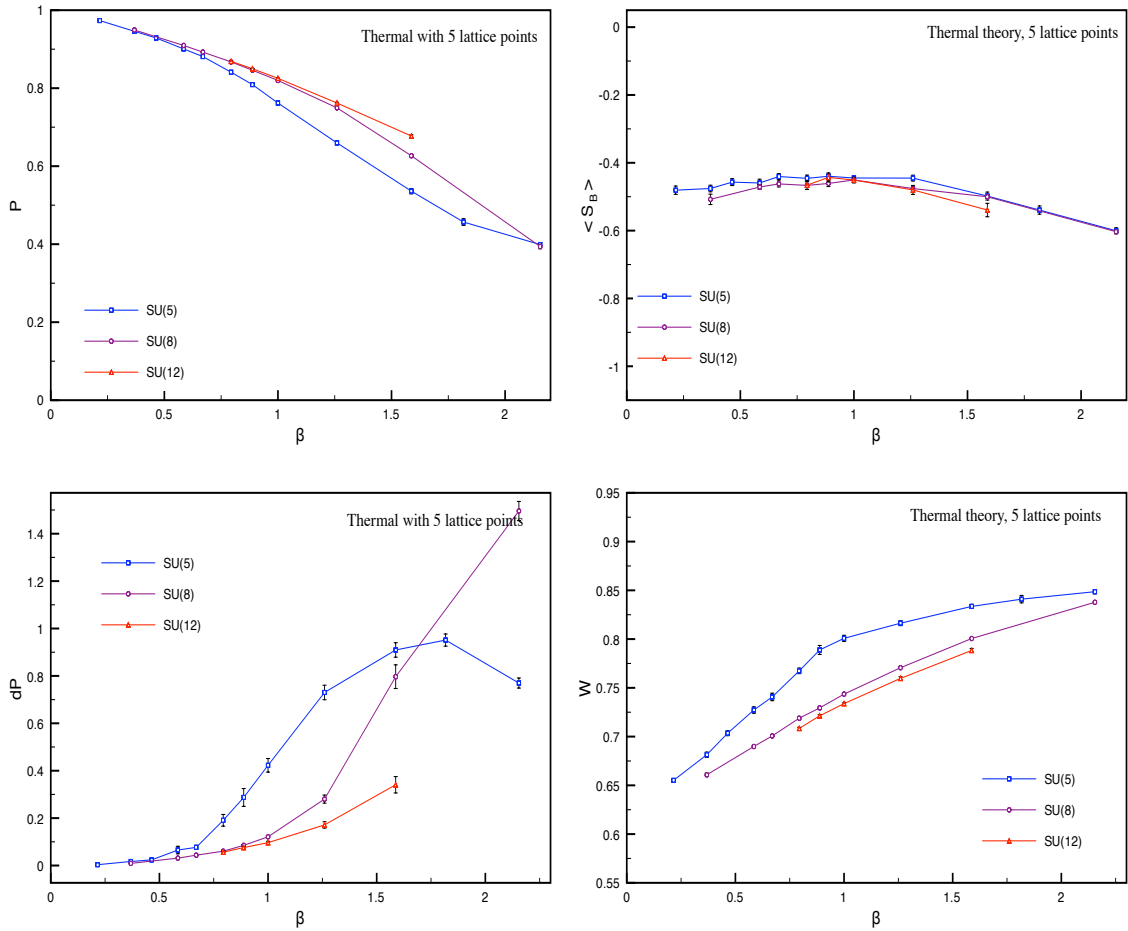 1
0.8
0.6
0.4
0.2
0
P
Thermal with 5 lattice points
SU(5)
SU(8)
SU(12)
0
0.5
1
1.5
2
β
0
-0.2
-0.4
-0.6
-0.8
-1
< S_B >
Thermal theory, 5 lattice points
SU(5)
SU(8)
SU(12)
0
0.5
1
1.5
2
β
1.4
1.2
1
0.8
0.6
0.4
0.2
0
dP
Thermal with 5 lattice points
SU(5)
SU(8)
SU(12)
0
0.5
1
1.5
2
β
0.95
0.9
0.85
0.8
0.75
0.7
0.65
0.6
0.55
W
Thermal theory, 5 lattice points
SU(5)
SU(8)
SU(12)
0
0.5
1
1.5
2
β